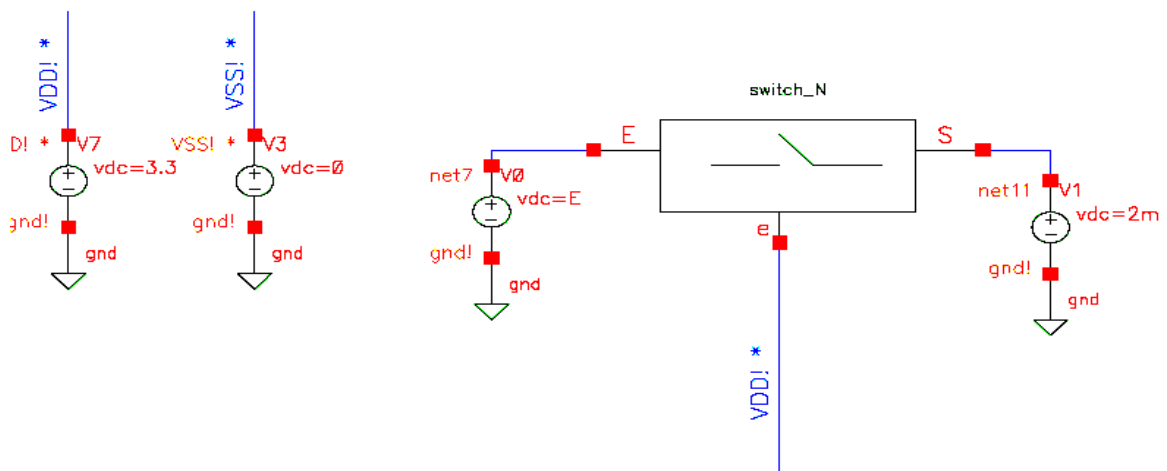 VDD! *
VSS! *
D! *
V7
vdc=3.3
gnd!
gnd
VSS! *
V3
vdc=0
gnd!
gnd
switch_N
E
S
e
net7
V0
vdc=E
gnd!
gnd
net11
V1
vdc=2m
gnd!
gnd
VDD! *